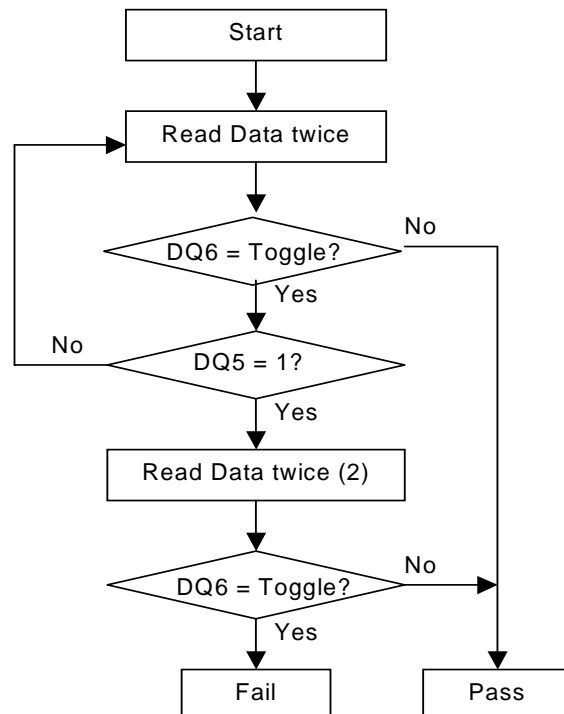 Start
Read Data twice
DQ6 = Toggle?
No
Yes
No
DQ5 = 1?
Yes
Read Data twice (2)
DQ6 = Toggle?
No
Yes
Fail
Pass